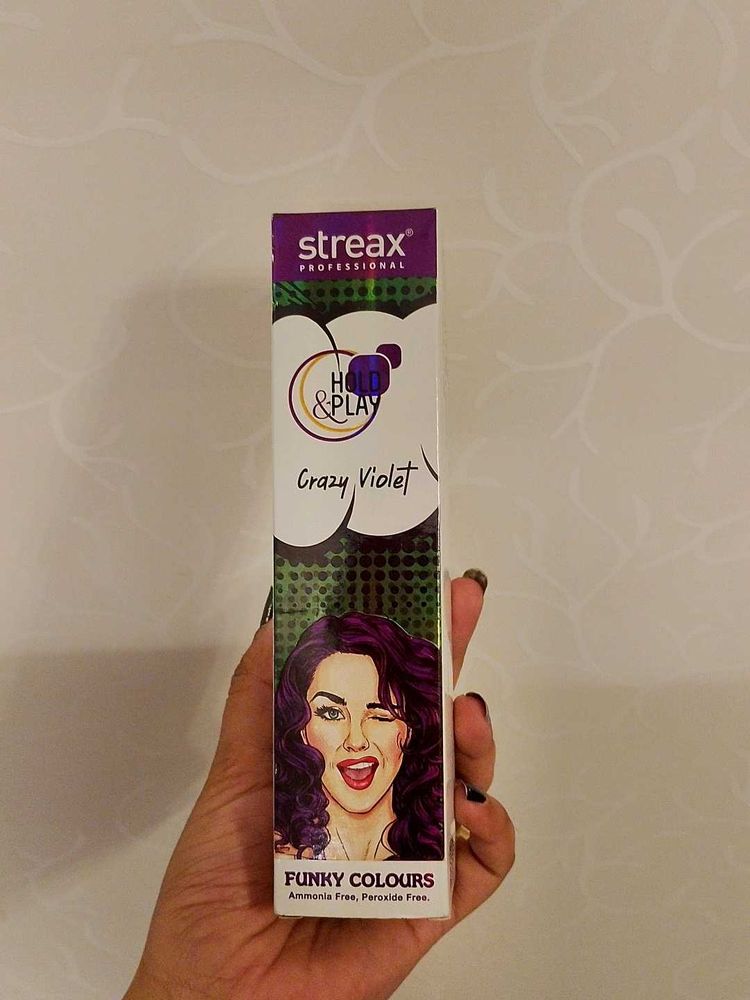 streax®
PROFESSIONAL
HOLD
&PLAY
Crazy Violet
FUNKY COLOURS
Ammonia Free, Peroxide Free.